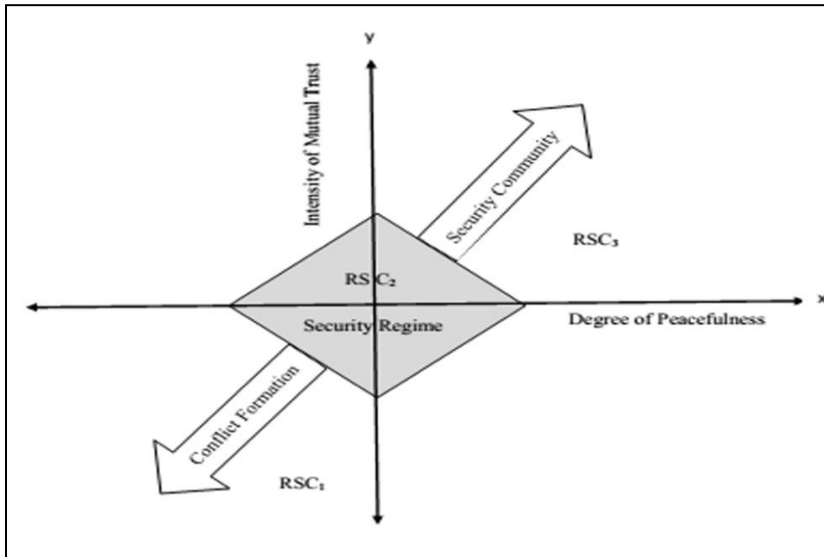 y
Intensity of Mutual Trust
Security Community
RSC₃
RSC₂
x
Security Regime
Degree of Peacefulness
Conflict Formation
RSC₁